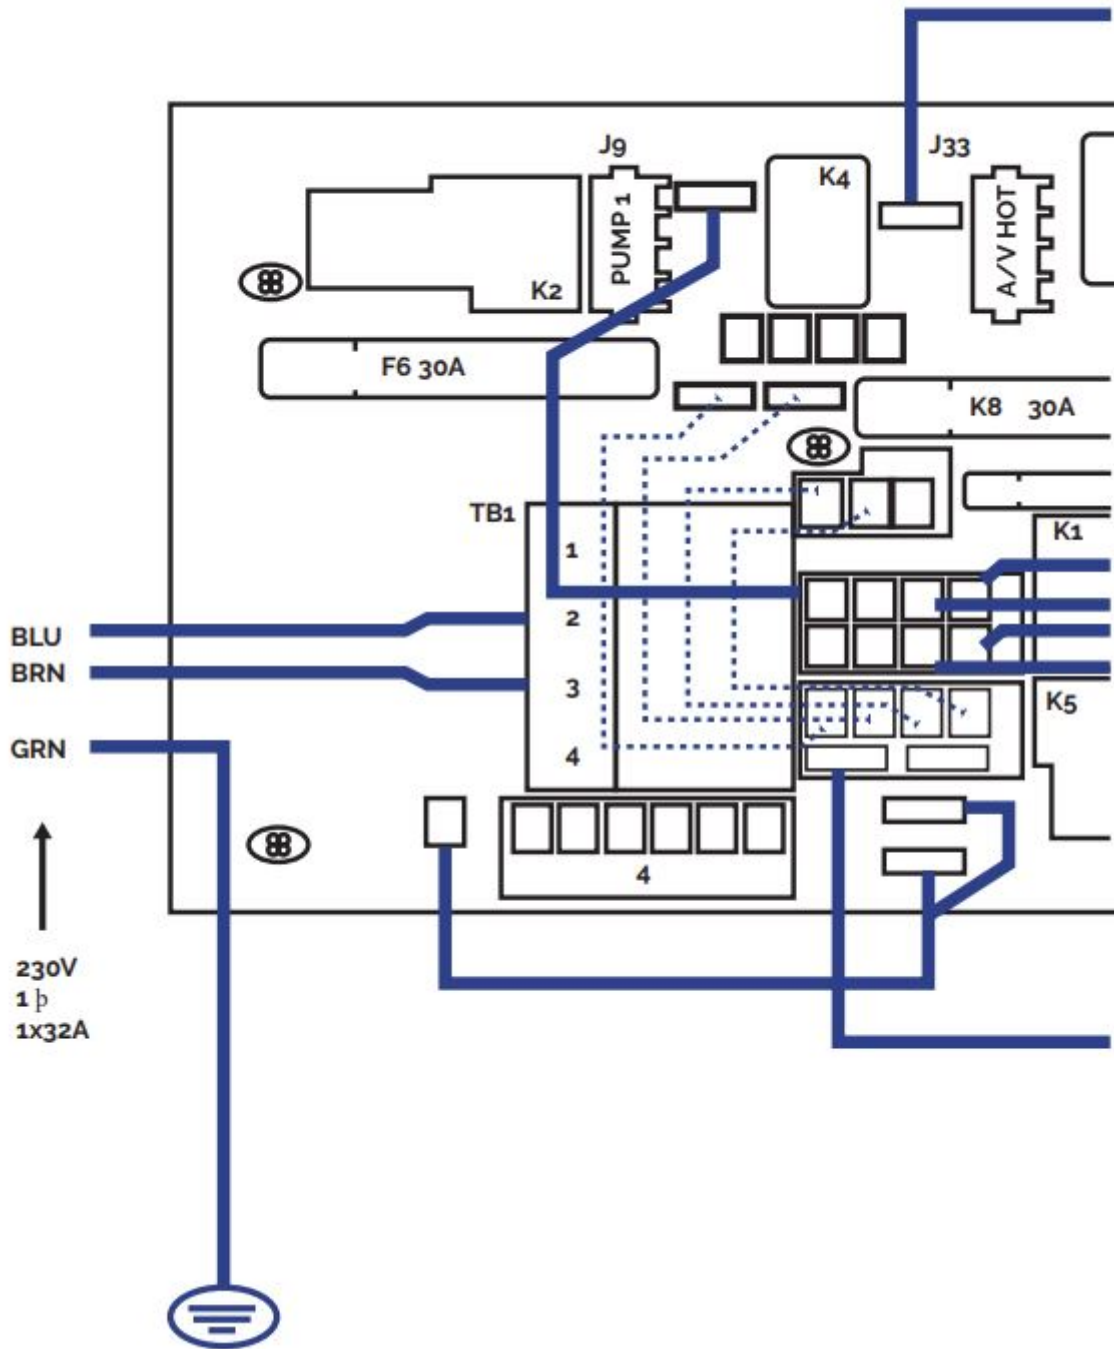 J9
J33
K4
PUMP 1
A/V HOT
K2
F6 30A
K8 30A
TB1
1
K1
2
BLU
BRN
3
K5
GRN
4
4
230V
1 þ
1x32A